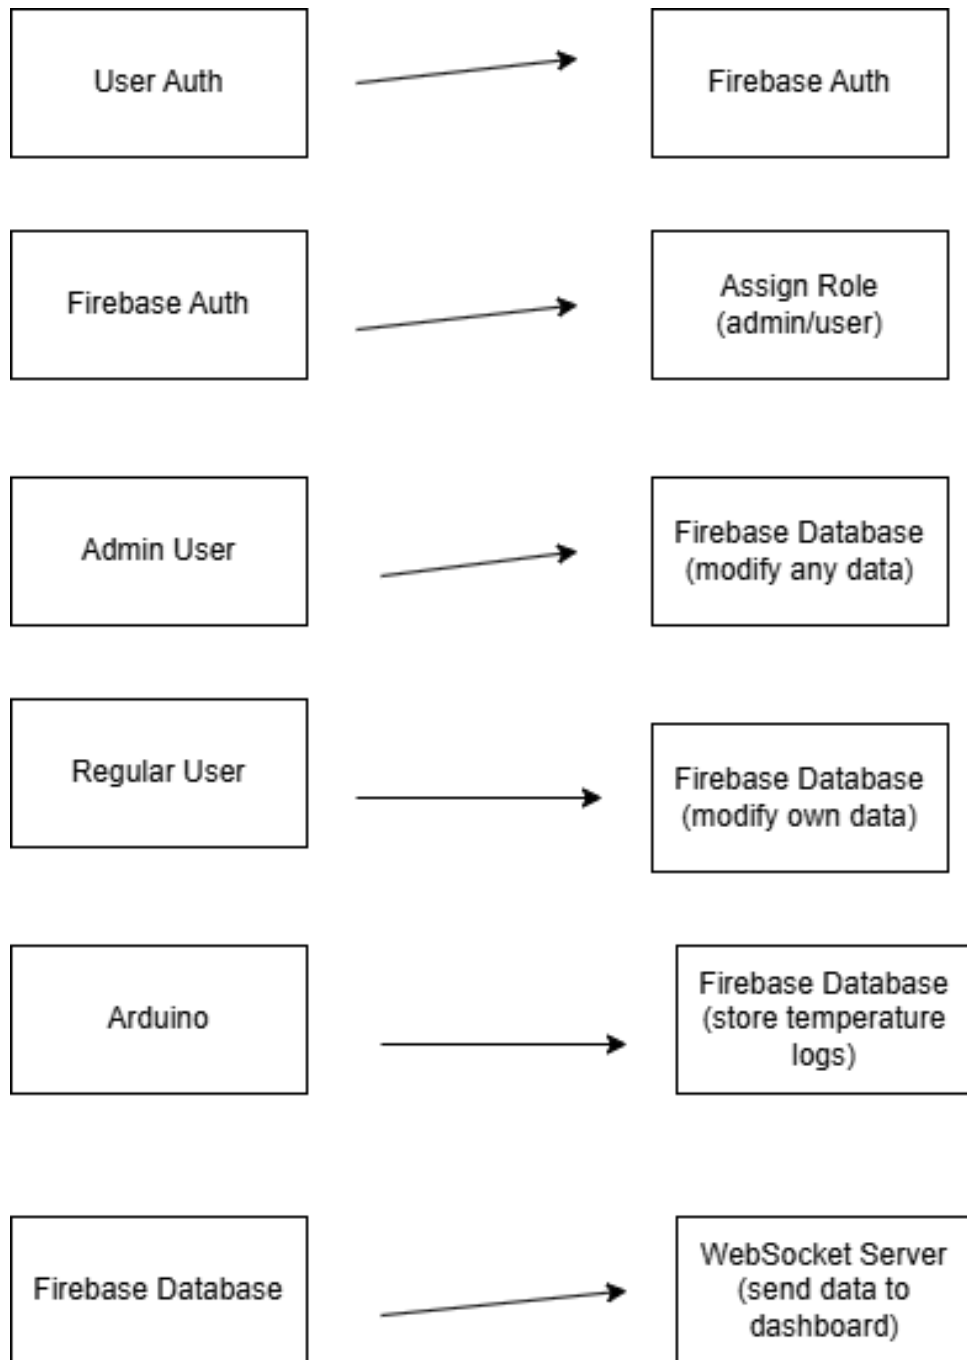 User Auth
Firebase Auth
Firebase Auth
Assign Role
(admin/user)
Admin User
Firebase Database
(modify any data)
Regular User
Firebase Database
(modify own data)
Arduino
Firebase Database
(store temperature
logs)
Firebase Database
WebSocket Server
(send data to
dashboard)